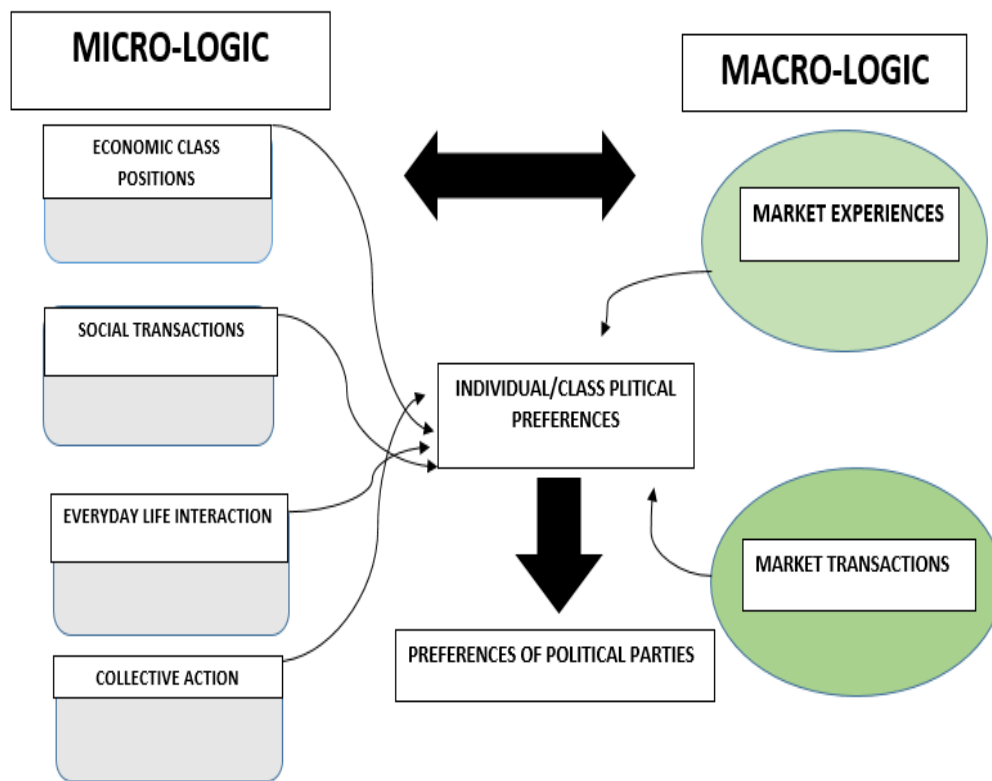 MICRO-LOGIC
MACRO-LOGIC
ECONOMIC CLASS
POSITIONS
MARKET EXPERIENCES
SOCIAL TRANSACTIONS
INDIVIDUAL/CLASS PLITICAL
PREFERENCES
EVERYDAY LIFE INTERACTION
MARKET TRANSACTIONS
PREFERENCES OF POLITICAL PARTIES
COLLECTIVE ACTION